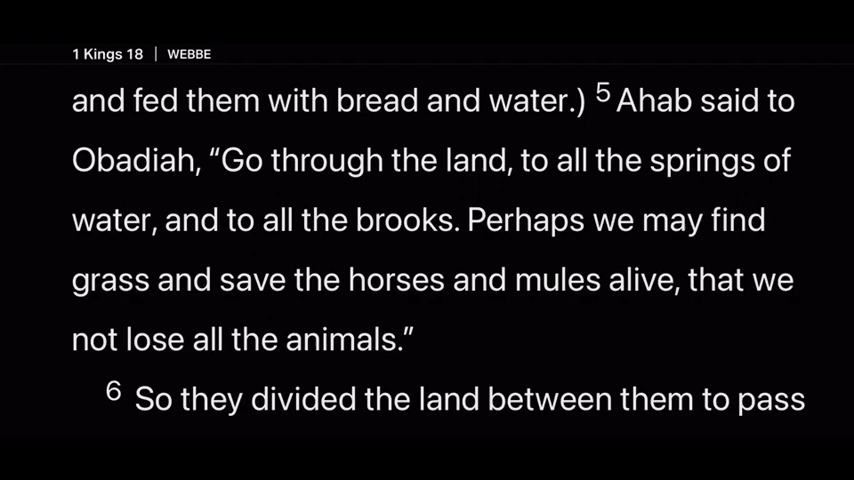 1 Kings 18 | WEBBE
and fed them with bread and water.) 5 Ahab said to
Obadiah, “Go through the land, to all the springs of
water, and to all the brooks. Perhaps we may find
grass and save the horses and mules alive, that we
not lose all the animals.”
6 So they divided the land between them to pass